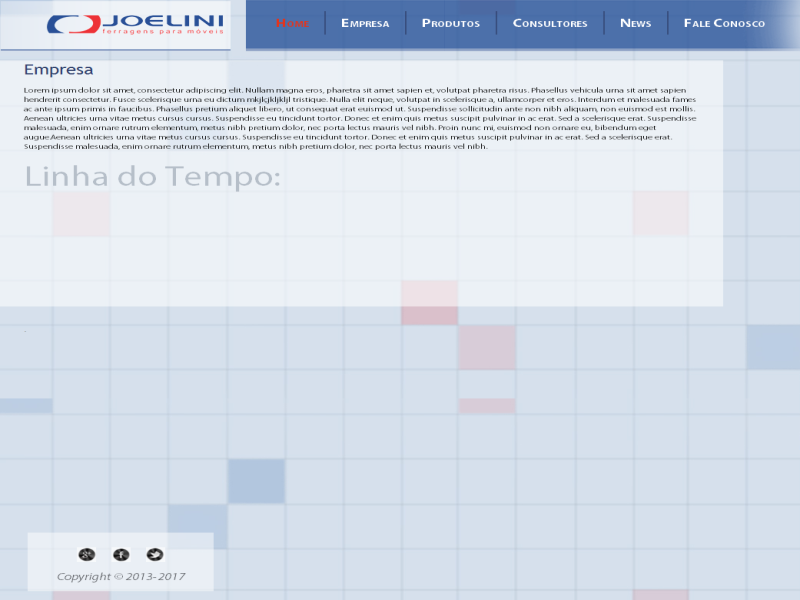 JOELINI
ferragens para móveis
Home
Empresa
Produtos
Consultores
News
Fale Conosco
Empresa
Lorem ipsum dolor sit amet, consectetur adipiscing elit. Nullam magna eros, pharetra sit amet sapien et, volutpat pharetra risus. Phasellus vehicula urna sit amet sapien
hendrerit consectetur. Fusce scelerisque urna eu dictum mkjlçjkljkljl tristique. Nulla elit neque, volutpat in scelerisque a, ullamcorper et eros. Interdum et malesuada fames
ac ante ipsum primis in faucibus. Phasellus pretium aliquet libero, ut consequat erat euismod ut. Suspendisse sollicitudin ante non nibh aliquam, non euismod est mollis.
Aenean ultricies urna vitae metus cursus cursus. Suspendisse eu tincidunt tortor. Donec et enim quis metus suscipit pulvinar in ac erat. Sed a scelerisque erat. Suspendisse
malesuada, enim ornare rutrum elementum, metus nibh pretium dolor, nec porta lectus mauris vel nibh. Proin nunc mi, euismod non ornare eu, bibendum eget
augue.Aenean ultricies urna vitae metus cursus cursus. Suspendisse eu tincidunt tortor. Donec et enim quis metus suscipit pulvinar in ac erat. Sed a scelerisque erat.
Suspendisse malesuada, enim ornare rutrum elementum, metus nibh pretium dolor, nec porta lectus mauris vel nibh.
Linha do Tempo:
Copyright © 2013-2017